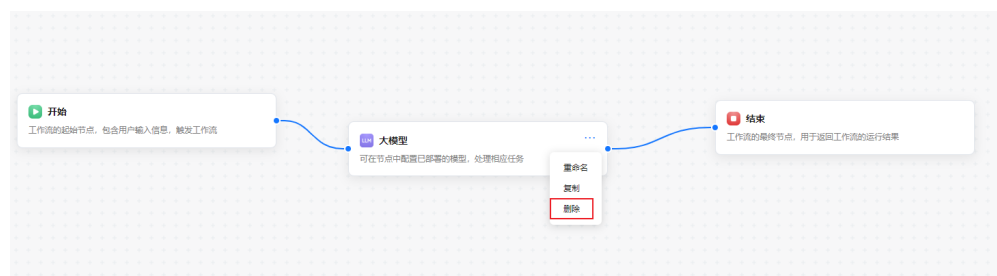 开始
工作流的起始节点，包含用户输入信息，触发工作流
LLM 大模型 ···
可在节点中配置已部署的模型，处理相应任务
重命名
复制
删除
结束
工作流的最终节点，用于返回工作流的运行结果